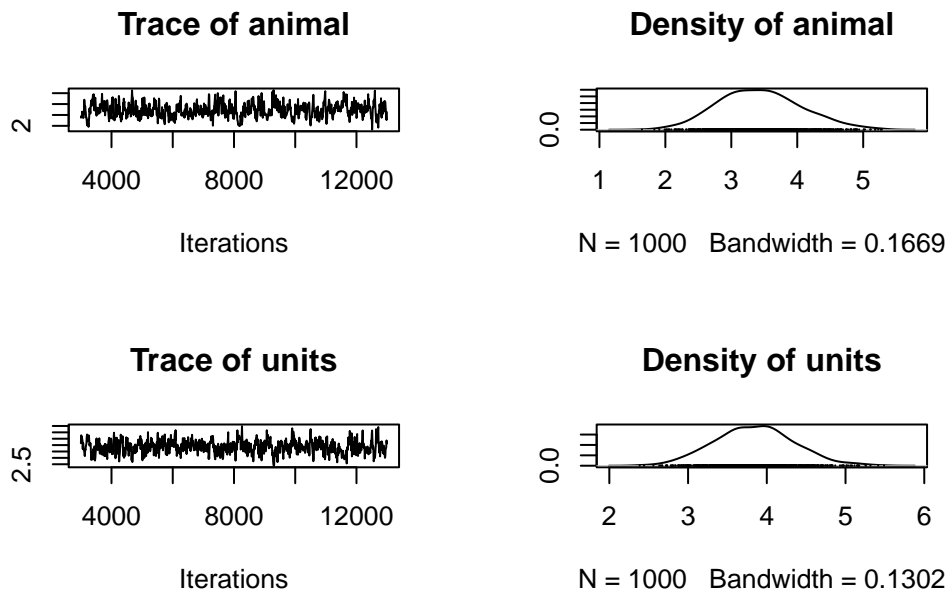 Trace of animal
2
4000 8000 12000
Iterations
Density of animal
0.0
1 2 3 4 5
N = 1000 Bandwidth = 0.1669
Trace of units
2.5
4000 8000 12000
Iterations
Density of units
0.0
2 3 4 5 6
N = 1000 Bandwidth = 0.1302